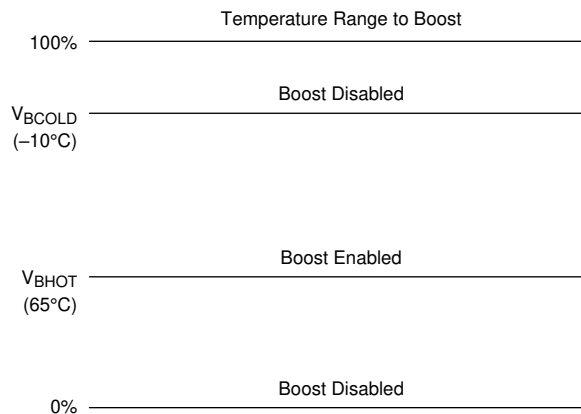 Temperature Range to Boost
100%
Boost Disabled
VBCOLD
(–10°C)
Boost Enabled
VBHOT
(65°C)
Boost Disabled
0%